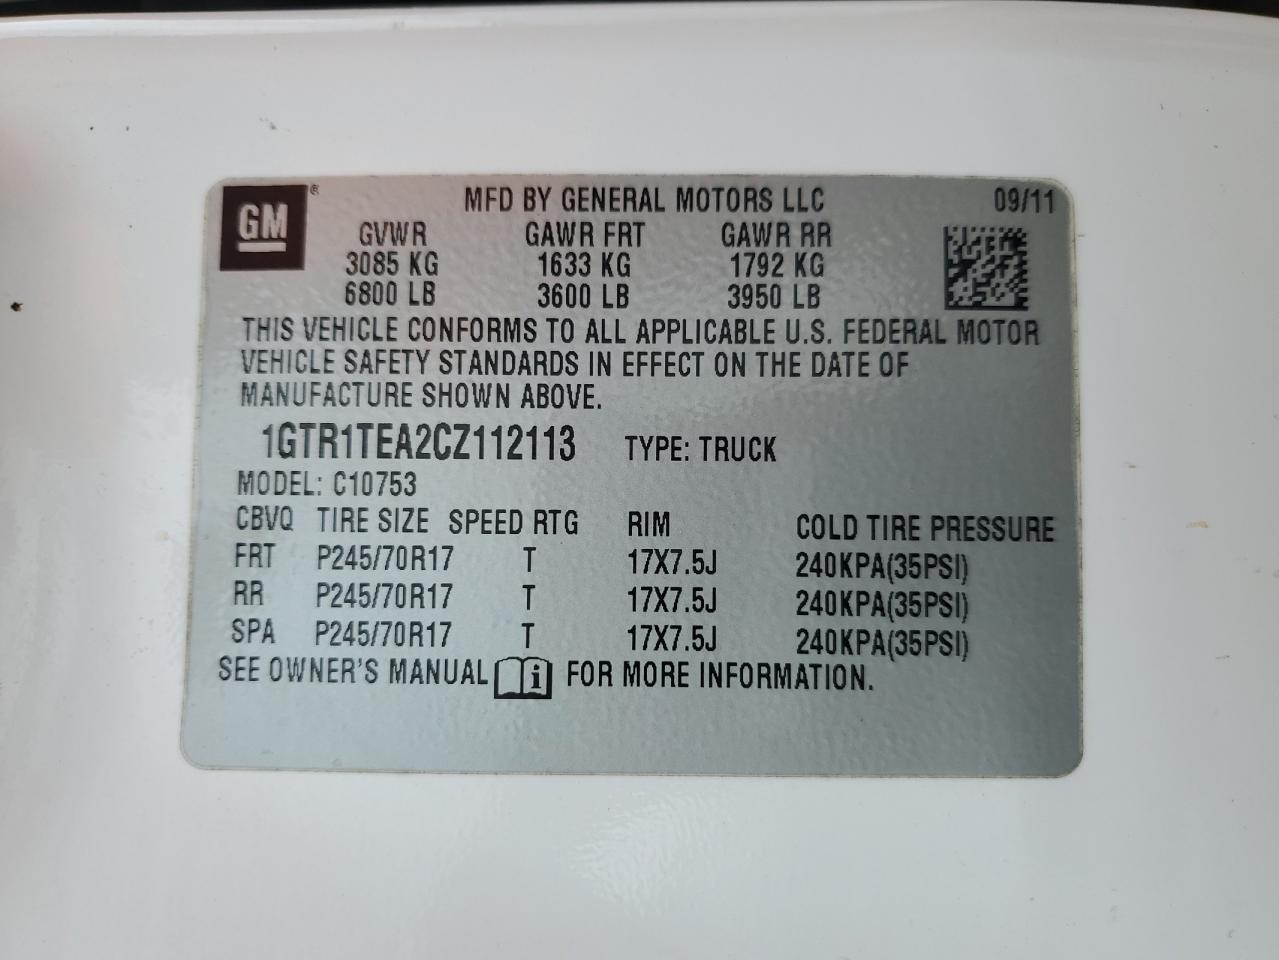 GM® MFD BY GENERAL MOTORS LLC 09/11
GVWR GAWR FRT GAWR RR
3085 KG 1633 KG 1792 KG
6800 LB 3600 LB 3950 LB
THIS VEHICLE CONFORMS TO ALL APPLICABLE U.S. FEDERAL MOTOR
VEHICLE SAFETY STANDARDS IN EFFECT ON THE DATE OF
MANUFACTURE SHOWN ABOVE.
1GTR1TEA2CZ112113 TYPE: TRUCK
MODEL: C10753
CBVQ TIRE SIZE SPEED RTG RIM COLD TIRE PRESSURE
FRT P245/70R17 T 17X7.5J 240KPA(35PSI)
RR P245/70R17 T 17X7.5J 240KPA(35PSI)
SPA P245/70R17 T 17X7.5J 240KPA(35PSI)
SEE OWNER'S MANUAL i FOR MORE INFORMATION.